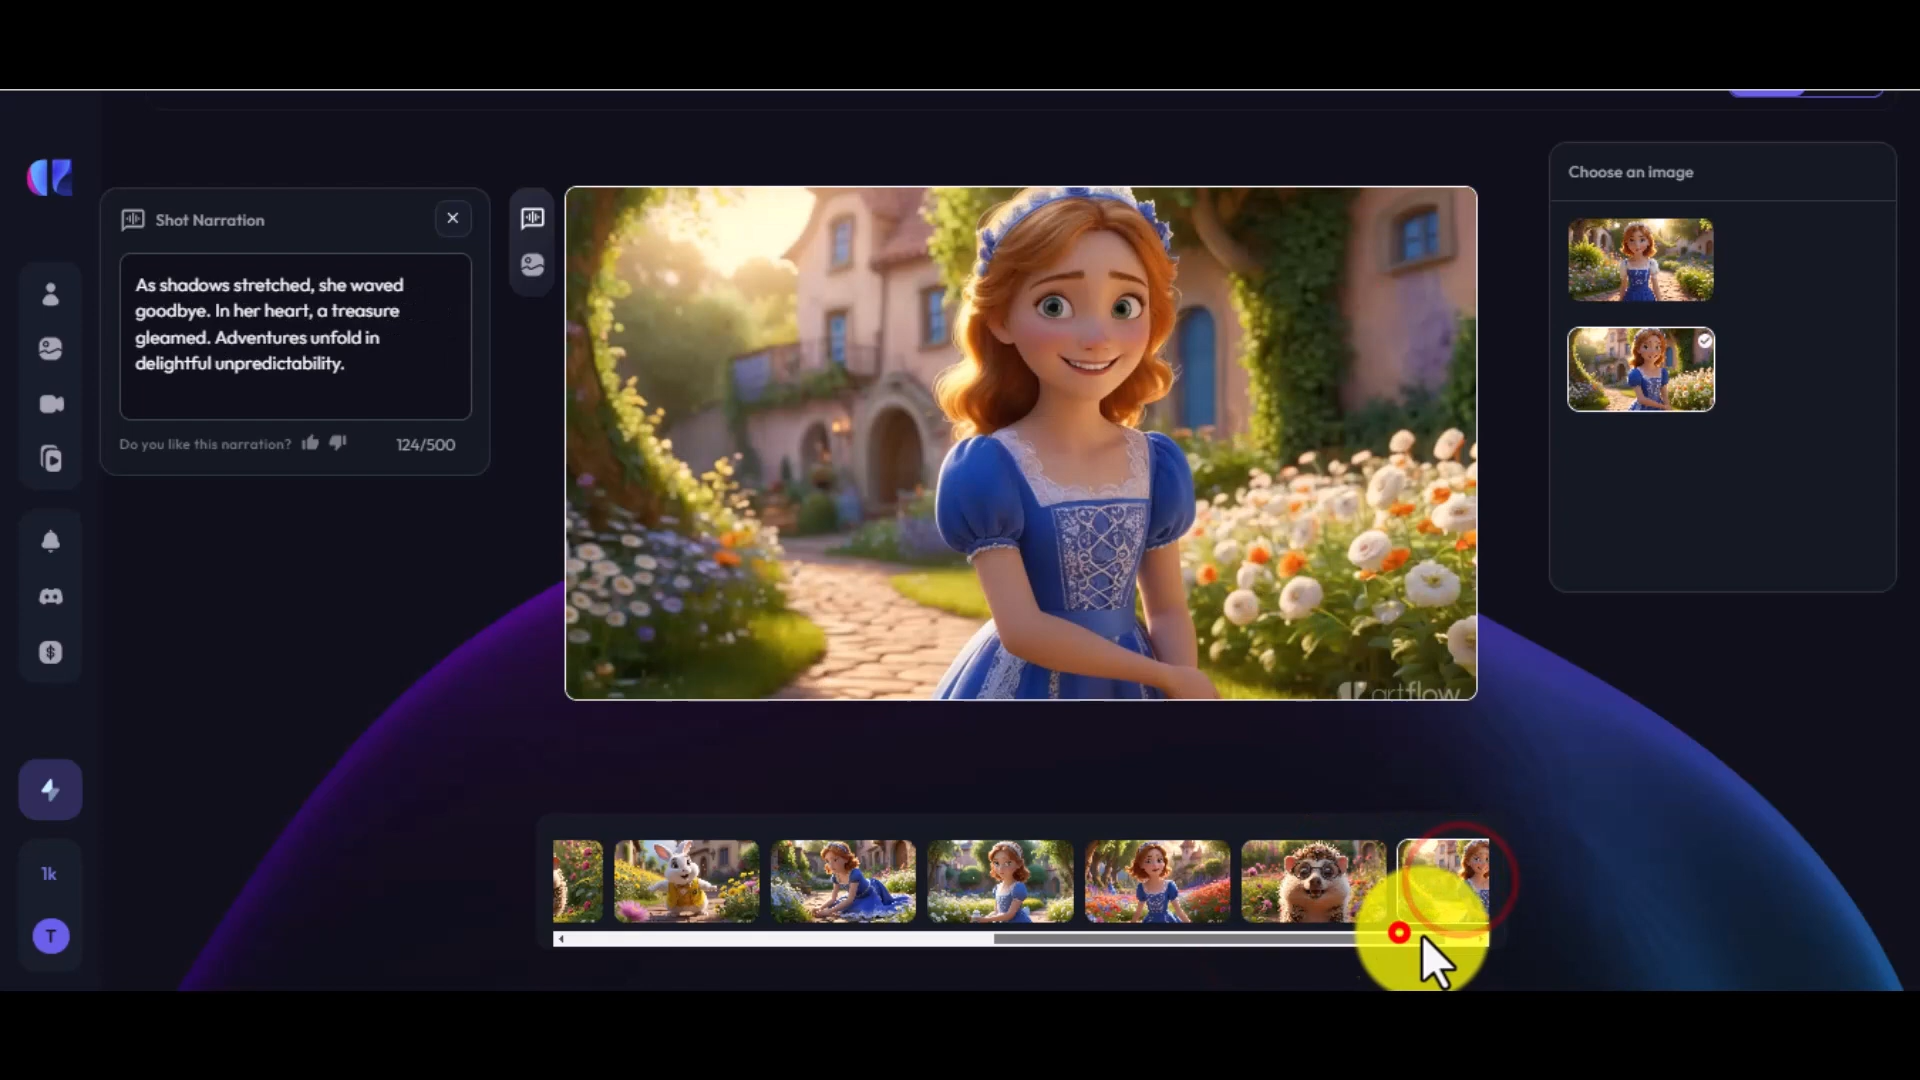 Choose an image
Shot Narration
As shadows stretched, she waved
goodbye. In her heart, a treasure
gleamed. Adventures unfold in
delightful unpredictability.
Do you like this narration?
124/500
artflow
1k
T